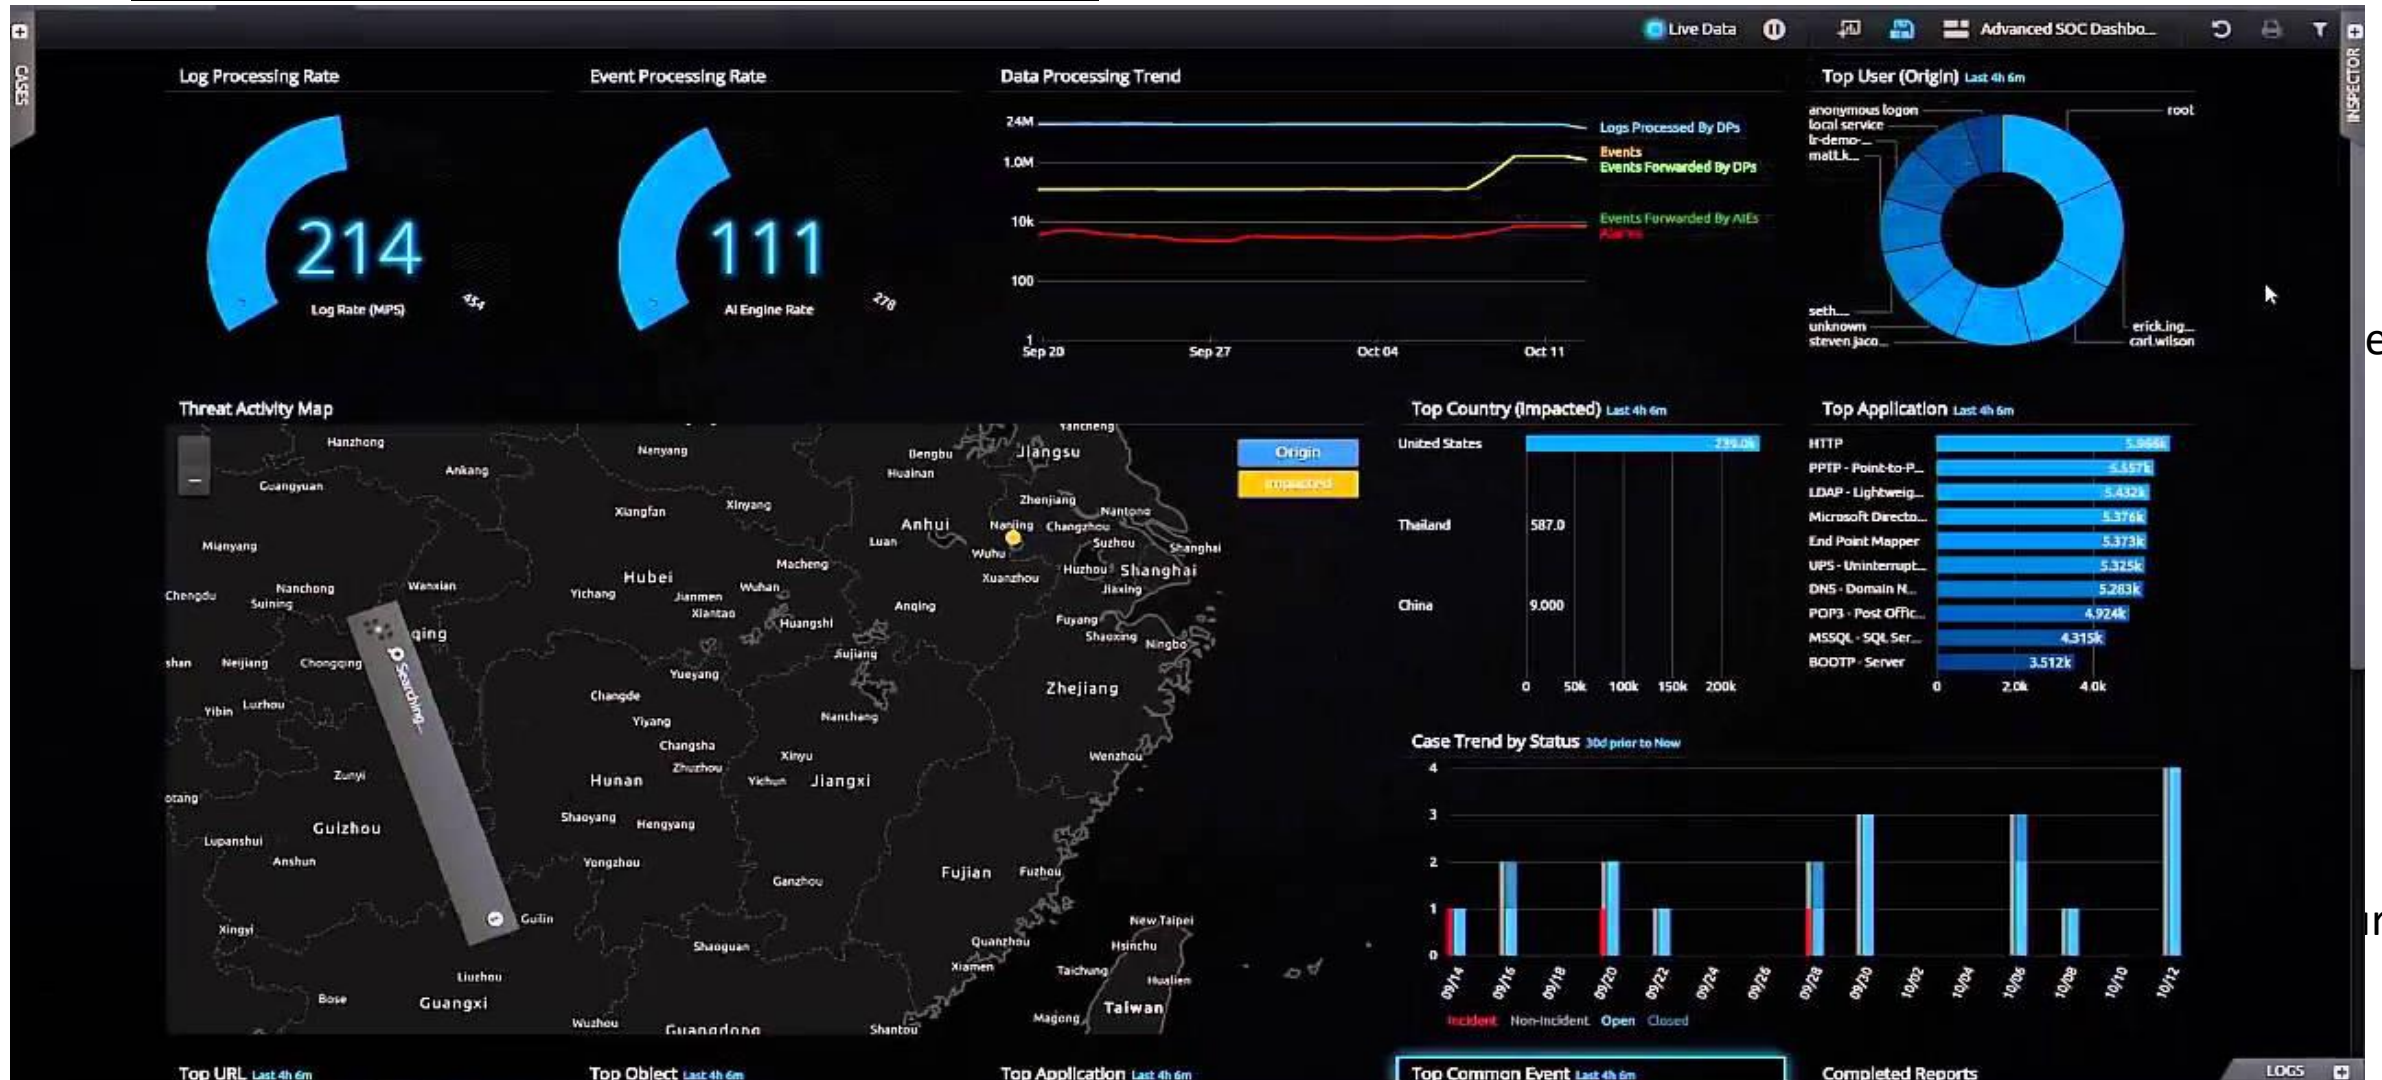 Live Data
Advanced SOC Dashbo...
CASES
INSPECTOR
Log Processing Rate
214
Log Rate (MPS)
454
Event Processing Rate
111
AI Engine Rate
278
Data Processing Trend
24M
1.0M
10k
100
1
Sep 20
Sep 27
Oct 04
Oct 11
Logs Processed By DPs
Events
Events Forwarded By DPs
Events Forwarded By AIEs
Alarms
Top User (Origin) Last 4h 6m
anonymous logon
local service
lr-demo-...
matt.k...
root
seth....
unknown
steven.jaco...
erick.ing...
carl.wilson
Threat Activity Map
Origin
Impacted
Hanzhong
Nanyang
Yancheng
Bengbu
Jiangsu
Ankang
Huainan
Guangyuan
Zhenjiang
Xiangfan
Xinyang
Nantong
Anhui
Nanjing
Changzhou
Mianyang
Luan
Suzhou
Shanghai
Wuhu
Macheng
Huzhou
Shanghai
Hubei
Xuanzhou
Nanchong
Wanxian
Wuhan
Jiaxing
Chengdu
Suining
Yichang
Jianmen
Anqing
Xiantao
Huangshi
Fuyang
qing
Shaoxing
Ningbo
shan
Neijiang
Chongqing
Jiujiang
Searching...
Yueyang
Zhejiang
Changde
Yibin
Luzhou
Yiyang
Nanchang
Changsha
Xinyu
Wenzhou
Zhuzhou
Zunyi
Hunan
Yichun
Jiangxi
otang
Shaoyang
Hengyang
Guizhou
Lupanshui
Anshun
Yongzhou
Ganzhou
Fujian
Fuzhou
Guilin
New Taipei
Xingyi
Shaoguan
Quanzhou
Hsinchu
Xiamen
Taichung
Liuzhou
Hualien
Bose
Guangxi
Taiwan
Magong
Wuzhou
Guangdong
Shantou
Top Country (Impacted) Last 4h 6m
United States
239.0k
Thailand
587.0
China
9.000
0 50k 100k 150k 200k
Top Application Last 4h 6m
HTTP 5.966k
PPTP - Point-to-P... 5.557k
LDAP - Lightweig... 5.432k
Microsoft Directo... 5.376k
End Point Mapper 5.373k
UPS - Uninterrupt... 5.325k
DNS - Domain N... 5.283k
POP3 - Post Offic... 4.924k
MSSQL - SQL Ser... 4.315k
BOOTP - Server 3.512k
0 2.0k 4.0k
Case Trend by Status 30d prior to Now
4
3
2
1
0
09/14 09/16 09/18 09/20 09/22 09/24 09/26 09/28 09/30 10/02 10/04 10/06 10/08 10/10 10/12
Incident Non-Incident Open Closed
Top URL Last 4h 6m
Top Object Last 4h 6m
Top Application Last 4h 6m
Top Common Event Last 4h 6m
Completed Reports
LOGS
e